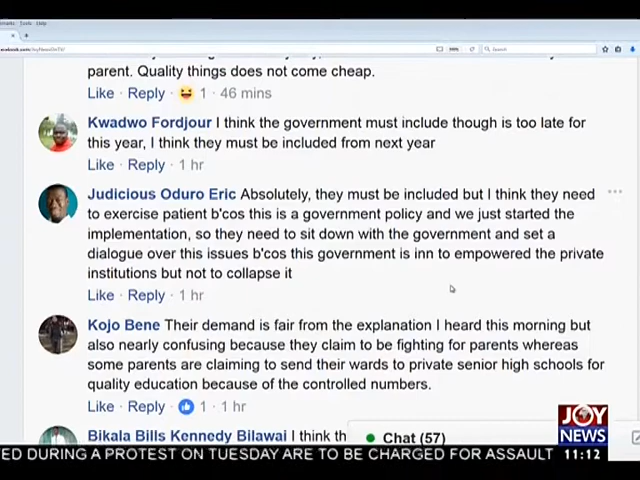 Tools Help
Search
parent. Quality things does not come cheap.
Like · Reply · 1 · 46 mins
Kwadwo Fordjour I think the government must include though is too late for
this year, I think they must be included from next year
Like · Reply · 1 hr
Judicious Oduro Eric Absolutely, they must be included but I think they need
to exercise patient b'cos this is a government policy and we just started the
implementation, so they need to sit down with the government and set a
dialogue over this issues b'cos this government is inn to empowered the private
institutions but not to collapse it
Like · Reply · 1 hr
Kojo Bene Their demand is fair from the explanation I heard this morning but
also nearly confusing because they claim to be fighting for parents whereas
some parents are claiming to send their wards to private senior high schools for
quality education because of the controlled numbers.
Like · Reply · 1 · 1 hr
Bikala Bills Kennedy Bilawai I think th
Chat (57)
JOY
NEWS
ED DURING A PROTEST ON TUESDAY ARE TO BE CHARGED FOR ASSAULT
11:12